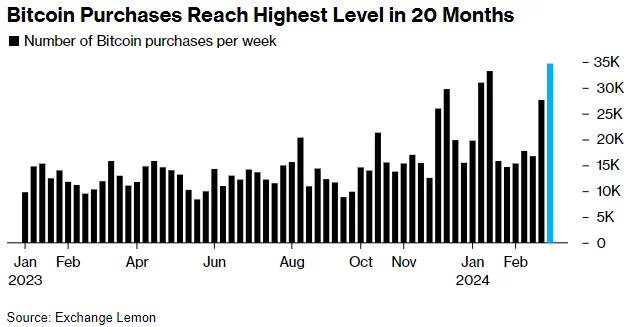 Bitcoin Purchases Reach Highest Level in 20 Months
Number of Bitcoin purchases per week
35K
30K
25K
20K
15K
10K
5K
0
Jan Feb Apr Jun Aug Oct Nov Jan Feb
2023 2024
Source: Exchange Lemon